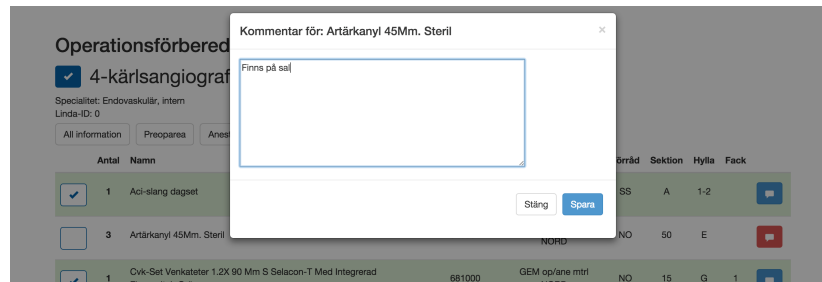 Kommentar för: Artärkanyl 45Mm. Steril ×
Finns på sal
Stäng Spara
Operationsförbered
4-kärlsangiograf
Specialitet: Endovaskulär, intern
Linda-ID: 0
All information Preoparea
Antal Namn Sektion Hylla Fack
1 Aci-slang dagset SS A 1-2
3 Artärkanyl 45Mm. Steril NORD NO 50 E
1 Cvk-Set Venkateter 1.2X 90 Mm S Selacon-T Med Integrerad 681000 GEM op/ane mtrl NO 15 G 1